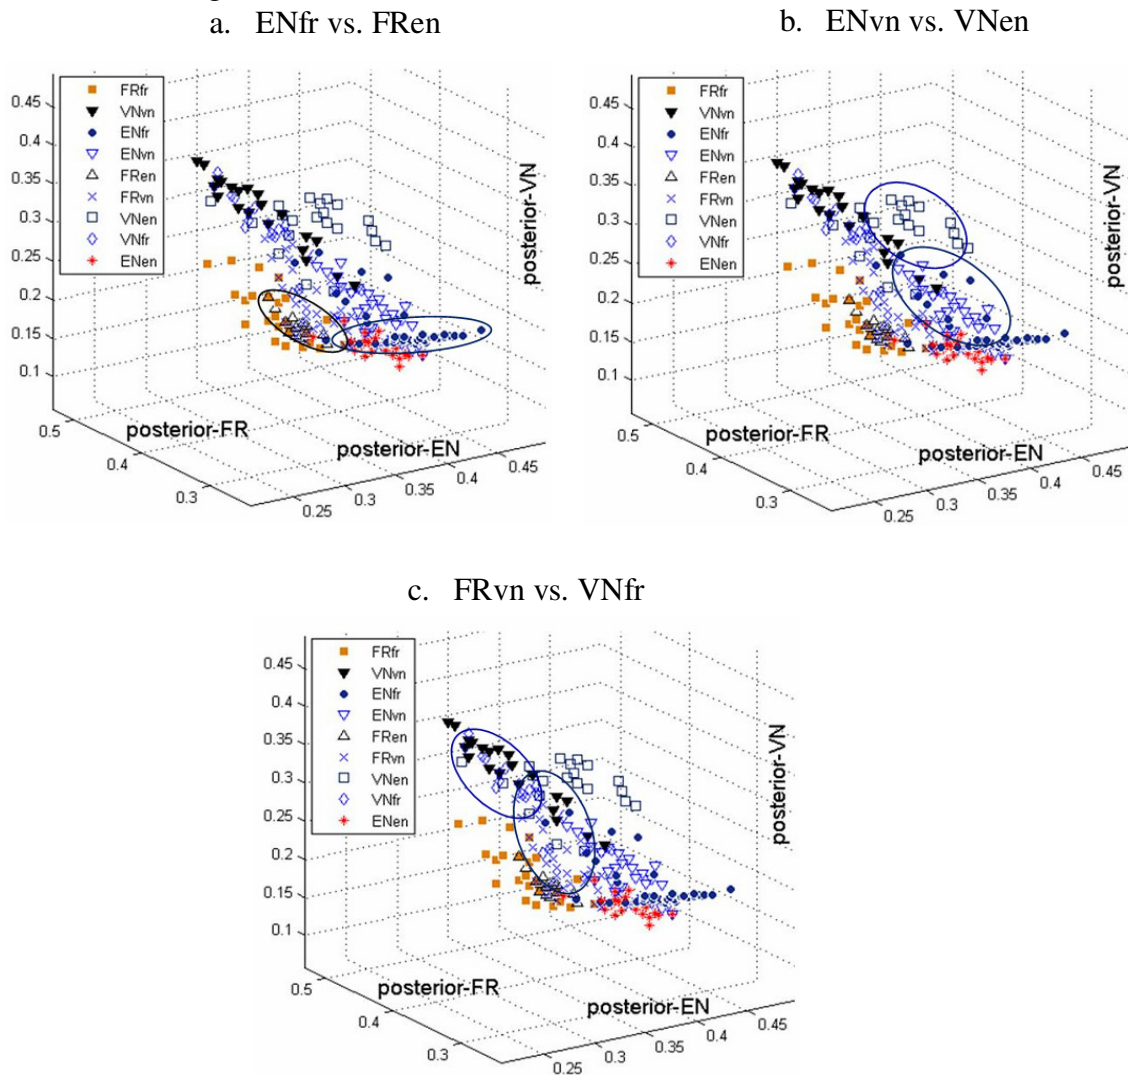 a. ENfr vs. FRen
b. ENvn vs. VNen
FRfr
VNvn
ENfr
ENvn
FRen
FRvn
VNen
VNfr
ENen
0.45
0.4
0.35
0.3
0.25
0.2
0.15
0.1
0.5
0.4
0.3
0.25
0.3
0.35
0.4
0.45
posterior-FR
posterior-EN
posterior-VN
FRfr
VNvn
ENfr
ENvn
FRen
FRvn
VNen
VNfr
ENen
0.45
0.4
0.35
0.3
0.25
0.2
0.15
0.1
0.5
0.4
0.3
0.25
0.3
0.35
0.4
0.45
posterior-FR
posterior-EN
posterior-VN
c. FRvn vs. VNfr
FRfr
VNvn
ENfr
ENvn
FRen
FRvn
VNen
VNfr
ENen
0.45
0.4
0.35
0.3
0.25
0.2
0.15
0.1
0.5
0.4
0.3
0.25
0.3
0.35
0.4
0.45
posterior-FR
posterior-EN
posterior-VN